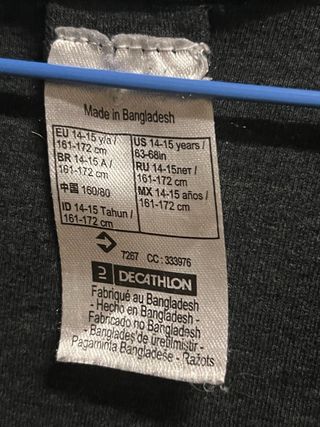 Made in Bangladesh
EU 14-15 y/a /
161-172 cm
BR 14-15 A /
161-172 cm
中国 160/80
ID 14-15 Tahun /
161-172 cm
US 14-15 years /
63-68in
RU 14-15лет /
161-172 cm
MX 14-15 años /
161-172 cm
7267 CC : 333976
DECATHLON
Fabriqué au Bangladesh
- Hecho en Bangladesh -
Fabricado no Bangladesh
- Bangladeş'de üretilmiştir -
Pagaminta Bangladeše - Ražots